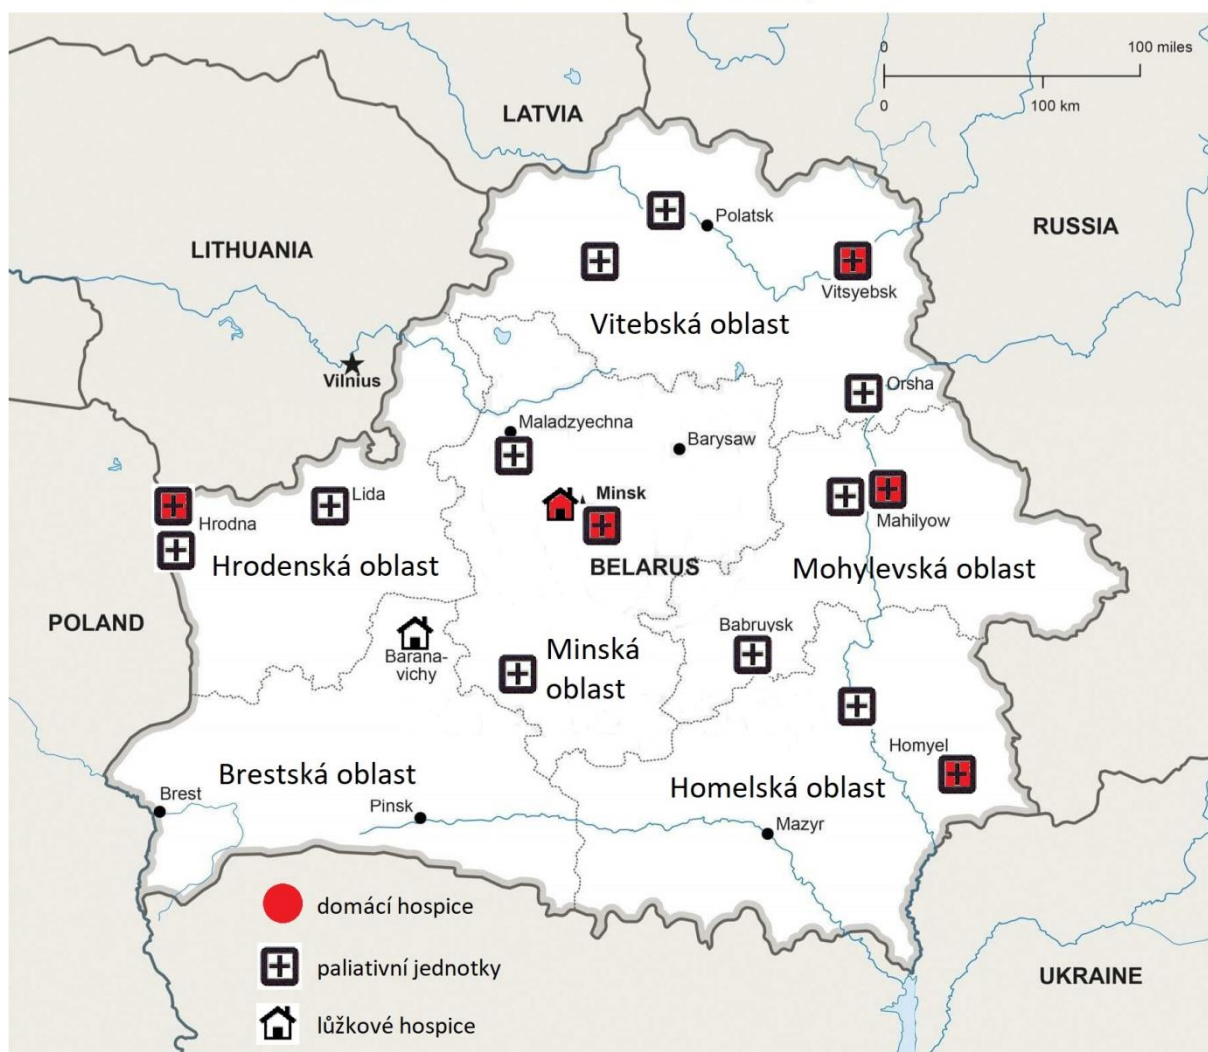 0
100 miles
0
100 km
LATVIA
RUSSIA
Polatsk
LITHUANIA
Vitsyebsk
Vitebská oblast
Vilnius
Orsha
Maladzyechna
Barysaw
Lida
Minsk
Hrodna
Mahilyow
Hrodenská oblast
BELARUS
Mohylevská oblast
POLAND
Babruysk
Barana-
vichy
Minská
oblast
Homyel
Brestská oblast
Homelská oblast
Brest
Pinsk
Mazyr
domácí hospice
paliativní jednotky
lůžkové hospice
UKRAINE